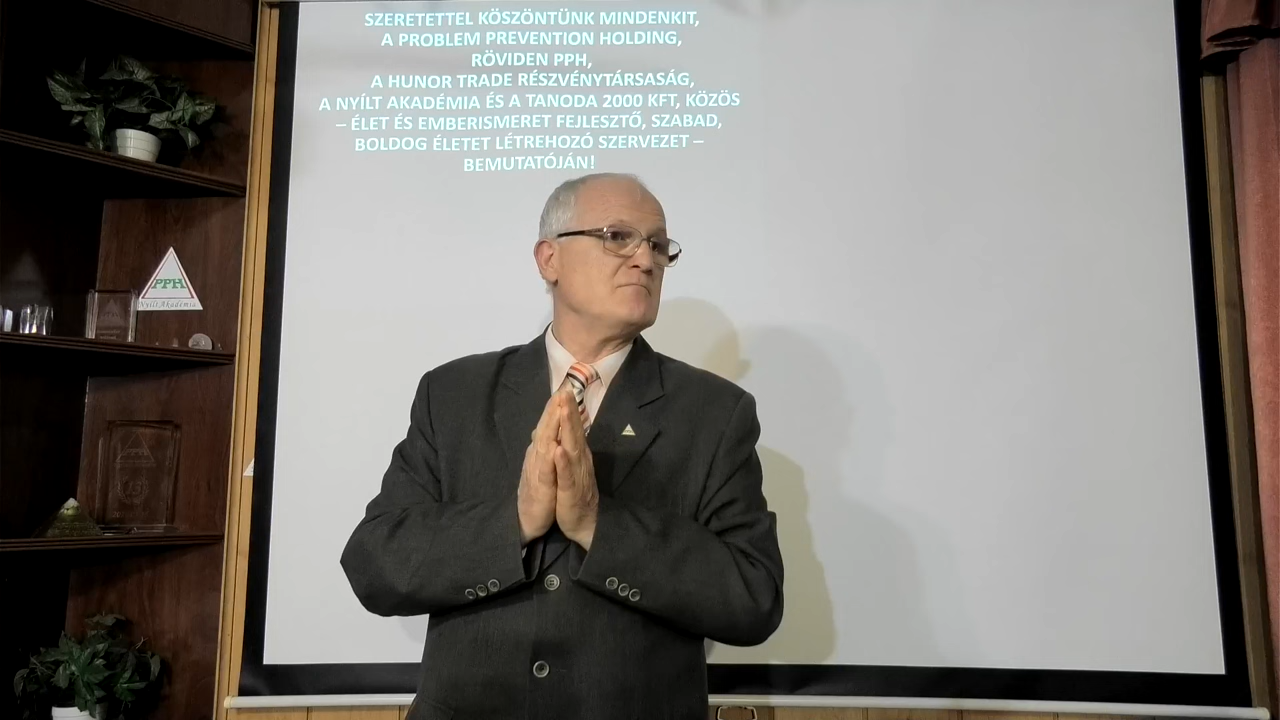 SZERETETTEL KÖSZÖNTÜNK MINDENKIT,
A PROBLEM PREVENTION HOLDING,
RÖVIDEN PPH,
A HUNOR TRADE RÉSZVÉNYTÁRSASÁG,
A NYÍLT AKADÉMIA ÉS A TANODA 2000 KFT, KÖZÖS
– ÉLET ÉS EMBERISMERET FEJLESZTŐ, SZABAD,
BOLDOG ÉLETET LÉTREHOZÓ SZERVEZET –
BEMUTATÓJÁN!
PPH
Nyílt Akadémia